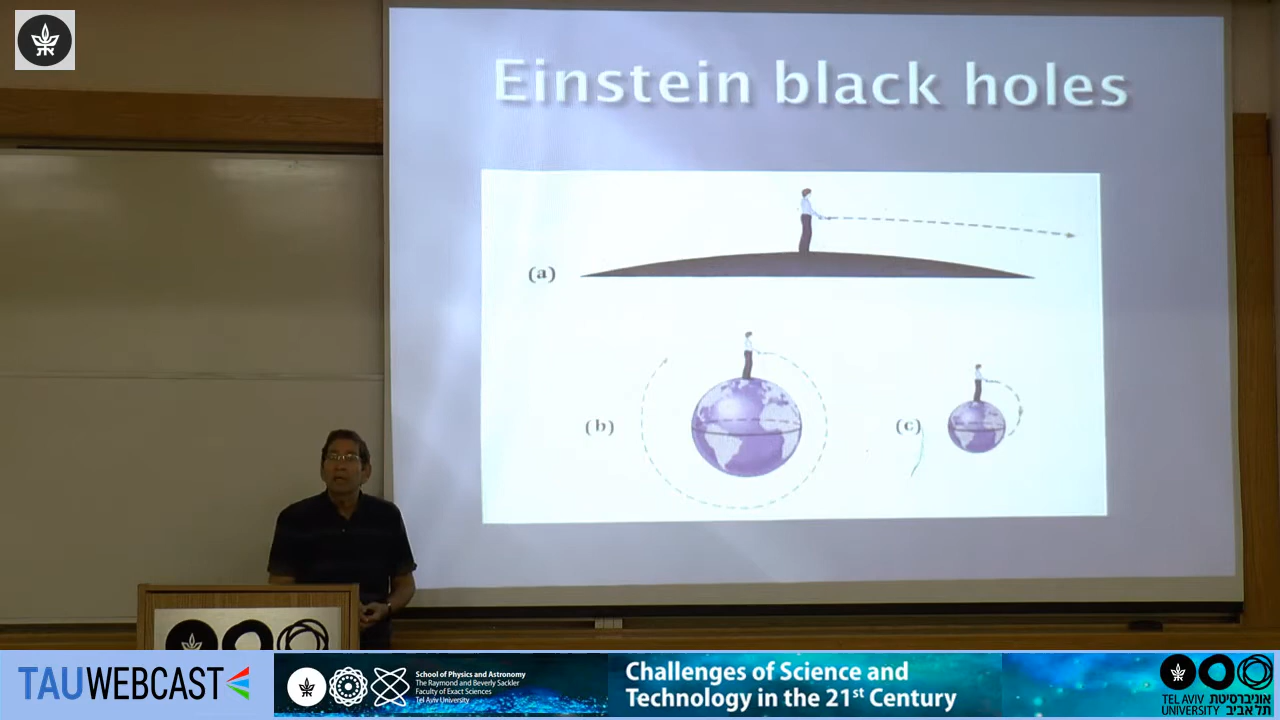 Einstein black holes
(a)
(b)
(c)
TAUWEBCAST
School of Physics and Astronomy
The Raymond and Beverly Sackler
Faculty of Exact Sciences
Tel Aviv University
Challenges of Science and
Technology in the 21st Century
TEL AVIV אוניברסיטת
UNIVERSITY תל אביב